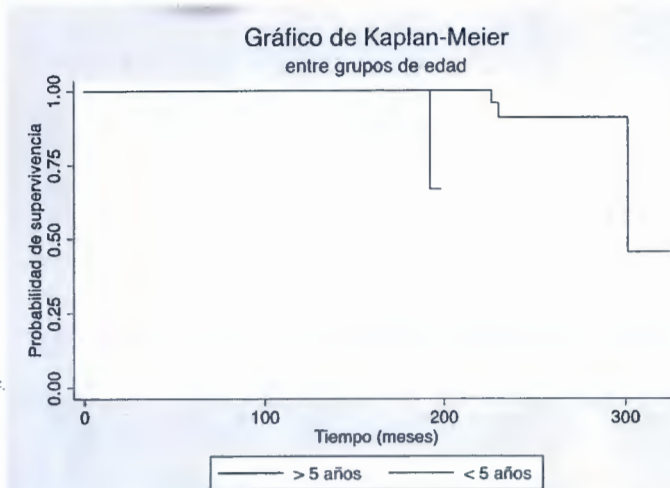 Gráfico de Kaplan-Meier
entre grupos de edad
Probabilidad de supervivencia
1.00
0.75
0.50
0.25
0.00
0 100 200 300
Tiempo (meses)
> 5 años < 5 años